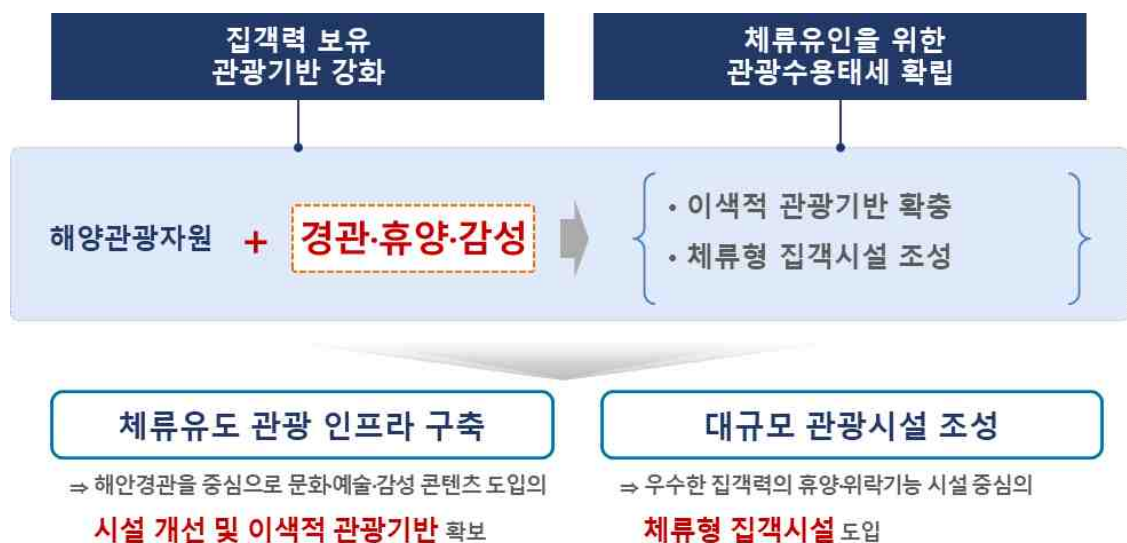 집객력 보유
관광기반 강화
체류유인을 위한
관광수용태세 확립
해양관광자원 + 경관·휴양·감성
• 이색적 관광기반 확충
• 체류형 집객시설 조성
체류유도 관광 인프라 구축
⇒ 해안경관을 중심으로 문화·예술·감성 콘텐츠 도입의
시설 개선 및 이색적 관광기반 확보
대규모 관광시설 조성
⇒ 우수한 집객력의 휴양·위락기능 시설 중심의
체류형 집객시설 도입